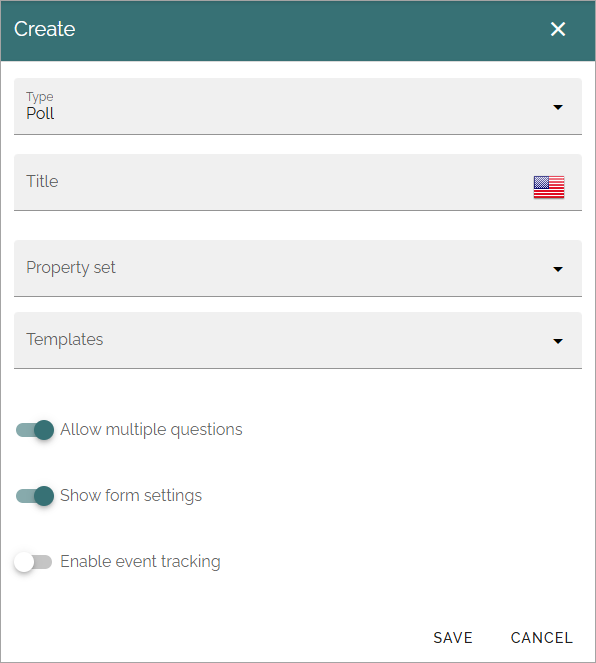 Create
Type
Poll
Title
Property set
Templates
Allow multiple questions
Show form settings
Enable event tracking
SAVE CANCEL